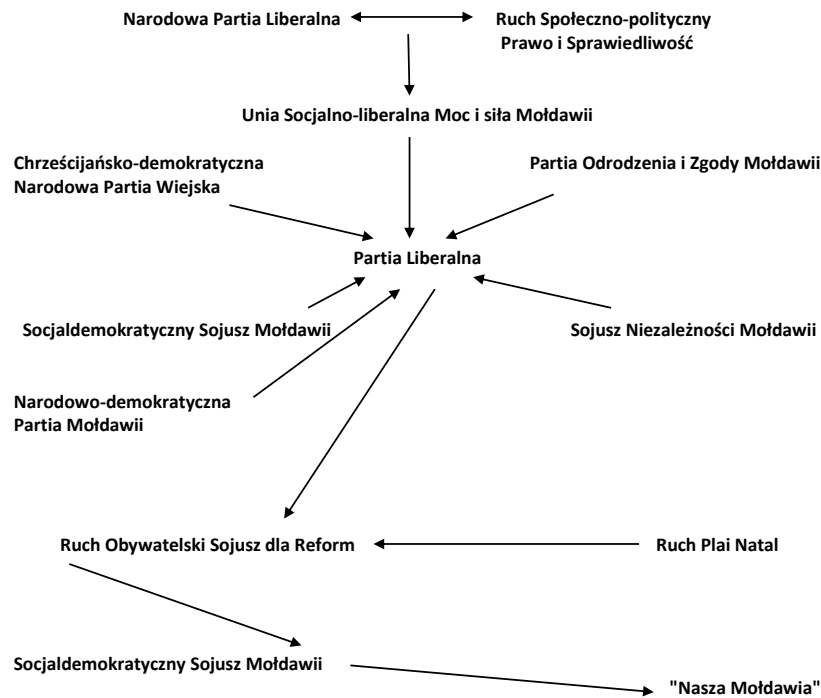 Narodowa Partia Liberalna
Ruch Społeczno-polityczny
Prawo i Sprawiedliwość
Unia Socjalno-liberalna Moc i siła Mołdawii
Chrześcijańsko-demokratyczna
Narodowa Partia Wiejska
Partia Odrodzenia i Zgody Mołdawii
Partia Liberalna
Socjaldemokratyczny Sojusz Mołdawii
Sojusz Niezależności Mołdawii
Narodowo-demokratyczna
Partia Mołdawii
Ruch Obywatelski Sojusz dla Reform
Ruch Plai Natal
Socjaldemokratyczny Sojusz Mołdawii
"Nasza Mołdawia"